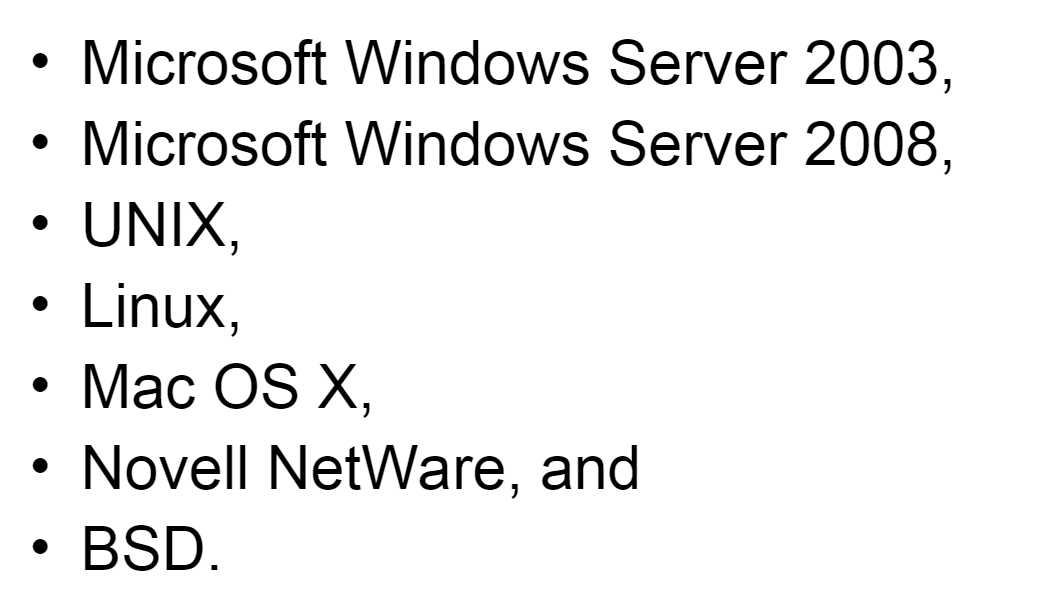 • Microsoft Windows Server 2003,
• Microsoft Windows Server 2008,
• UNIX,
• Linux,
• Mac OS X,
• Novell NetWare, and
• BSD.